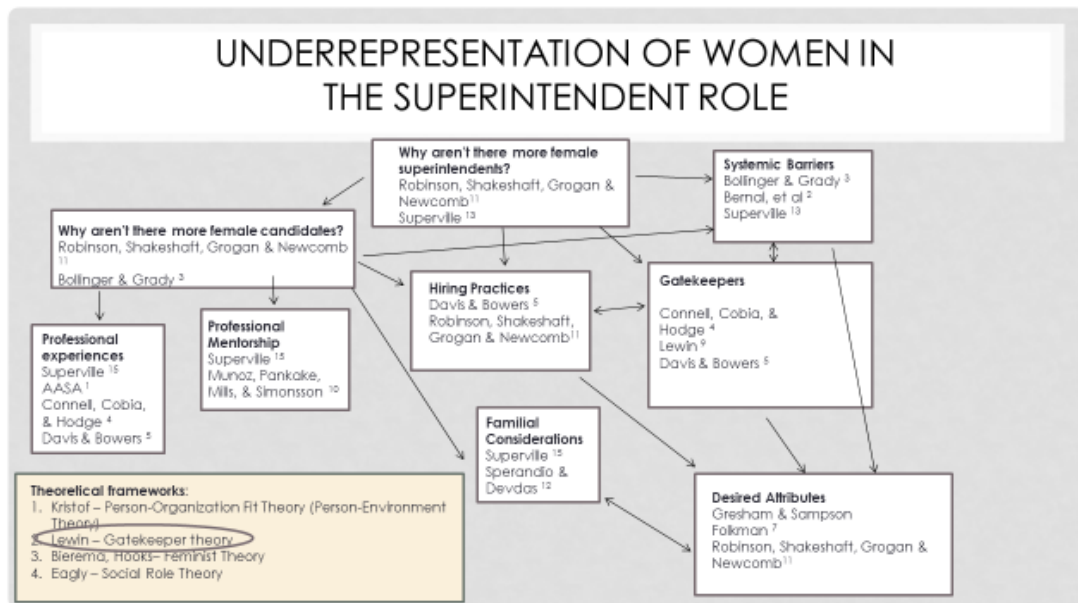 UNDERREPRESENTATION OF WOMEN IN
THE SUPERINTENDENT ROLE
Why aren't there more female
superintendents?
Robinson, Shakeshaft, Grogan &
Newcomb¹¹
Superville ¹³
Systemic Barriers
Bollinger & Grady ³
Bernal, et al ²
Superville ¹³
Why aren't there more female candidates?
Robinson, Shakeshaft, Grogan & Newcomb
¹¹
Bollinger & Grady ³
Hiring Practices
Davis & Bowers ⁵
Robinson, Shakeshaft,
Grogan & Newcomb¹¹
Gatekeepers
Connell, Cobia, &
Hodge ⁴
Lewin ⁹
Davis & Bowers ⁵
Professional
experiences
Superville ¹⁵
AASA ¹
Connell, Cobia,
& Hodge ⁴
Davis & Bowers ⁵
Professional
Mentorship
Superville ¹⁵
Munoz, Pankake,
Mills, & Simonsson ¹⁰
Familial
Considerations
Superville ¹⁵
Sperandio &
Devdas ¹²
Desired Attributes
Gresham & Sampson
Folkman ⁷
Robinson, Shakeshaft, Grogan &
Newcomb¹¹
Theoretical frameworks:
1. Kristof – Person-Organization Fit Theory (Person-Environment
Theory)
2. Lewin – Gatekeeper theory
3. Bierema, Hooks– Feminist Theory
4. Eagly – Social Role Theory